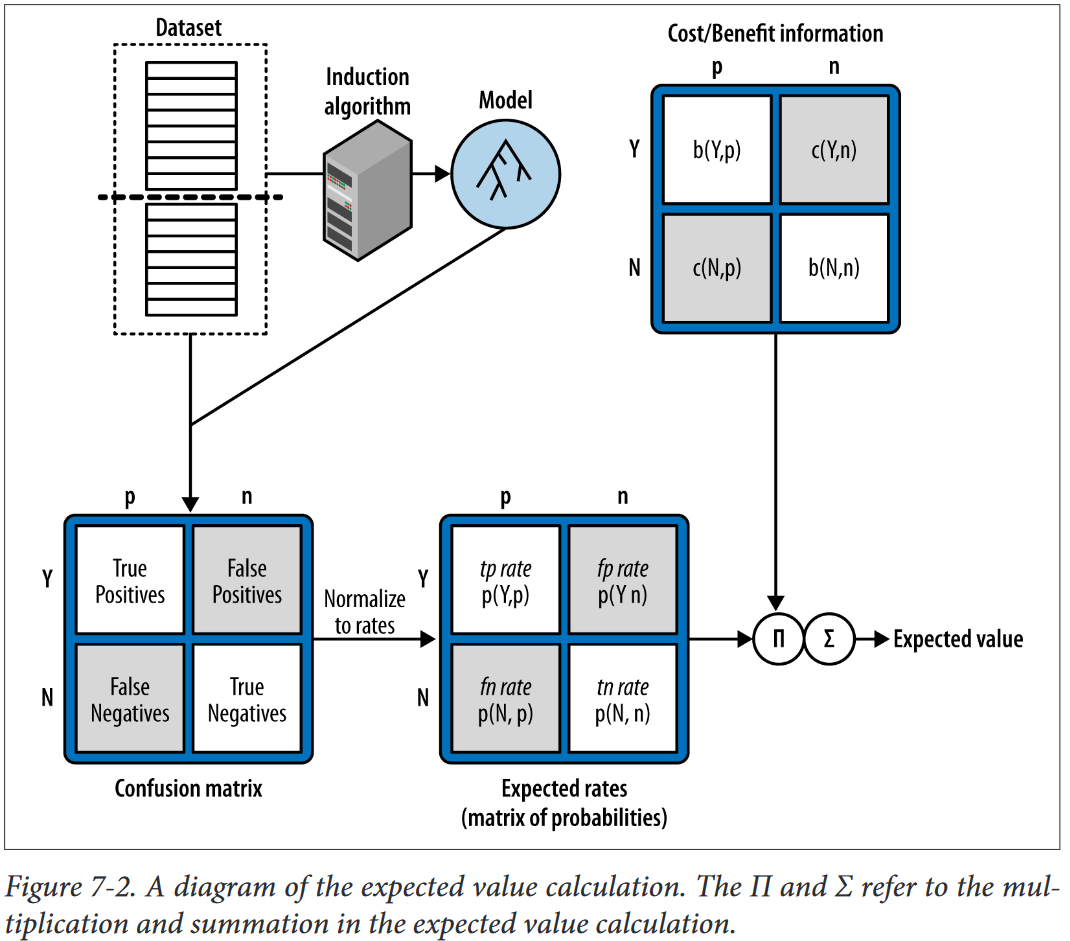 Dataset
Induction
algorithm
Model
Cost/Benefit information
p n
Y b(Y,p) c(Y,n)
N c(N,p) b(N,n)
p n
Y True
Positives
False
Positives
N False
Negatives
True
Negatives
Confusion matrix
Normalize
to rates
p n
Y tp rate
p(Y,p)
fp rate
p(Y n)
N fn rate
p(N, p)
tn rate
p(N, n)
Expected rates
(matrix of probabilities)
Π Σ Expected value
Figure 7-2. A diagram of the expected value calculation. The Π and Σ refer to the mul-
tiplication and summation in the expected value calculation.